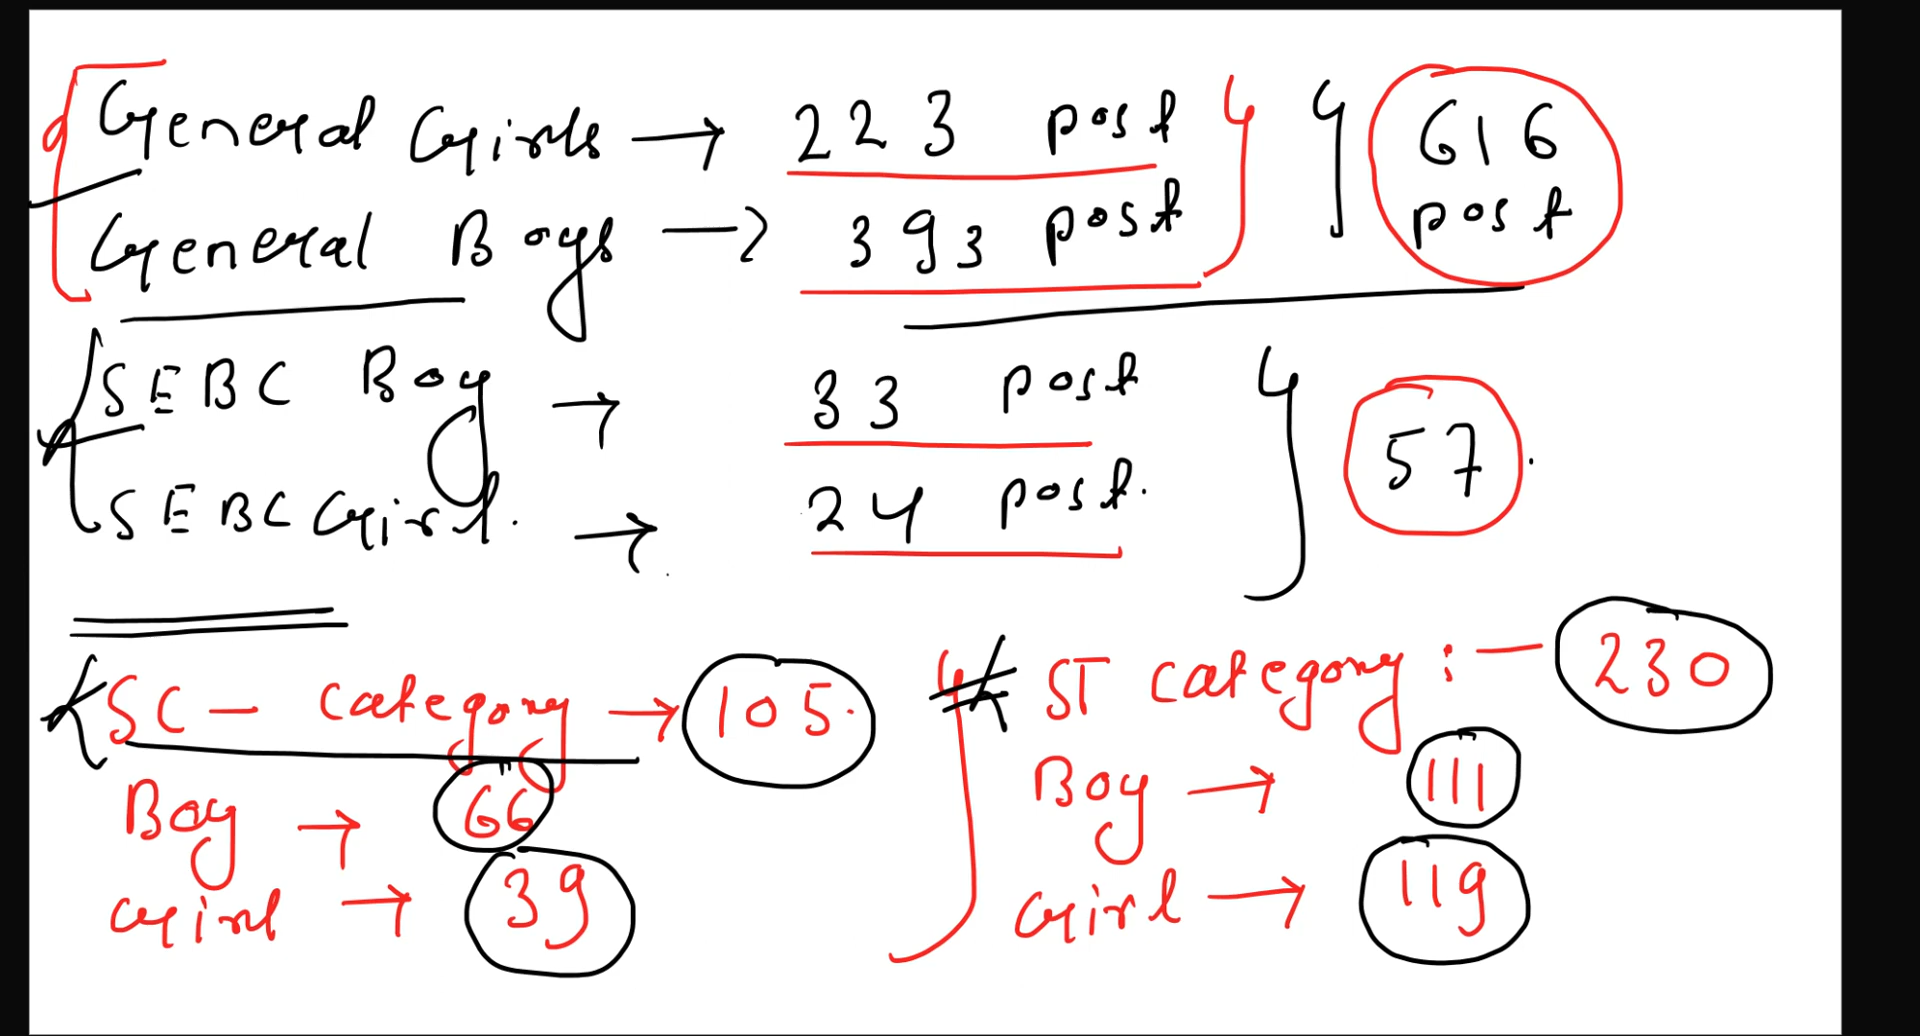 General Girls → 223 post 616
General Boys → 393 post post
SEBC Boy → 33 post 57
SEBC Girl. → 24 post.
SC - category → 105.
Boy → 66
Girl → 39
ST category :- 230
Boy → 111
Girl → 119